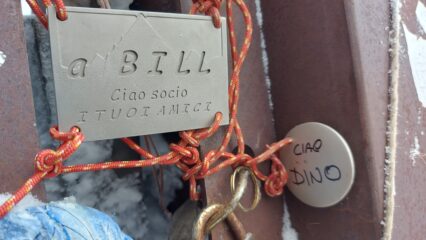 a BILL
Ciao socio
I TUOI AMICI
CIAO
DINO